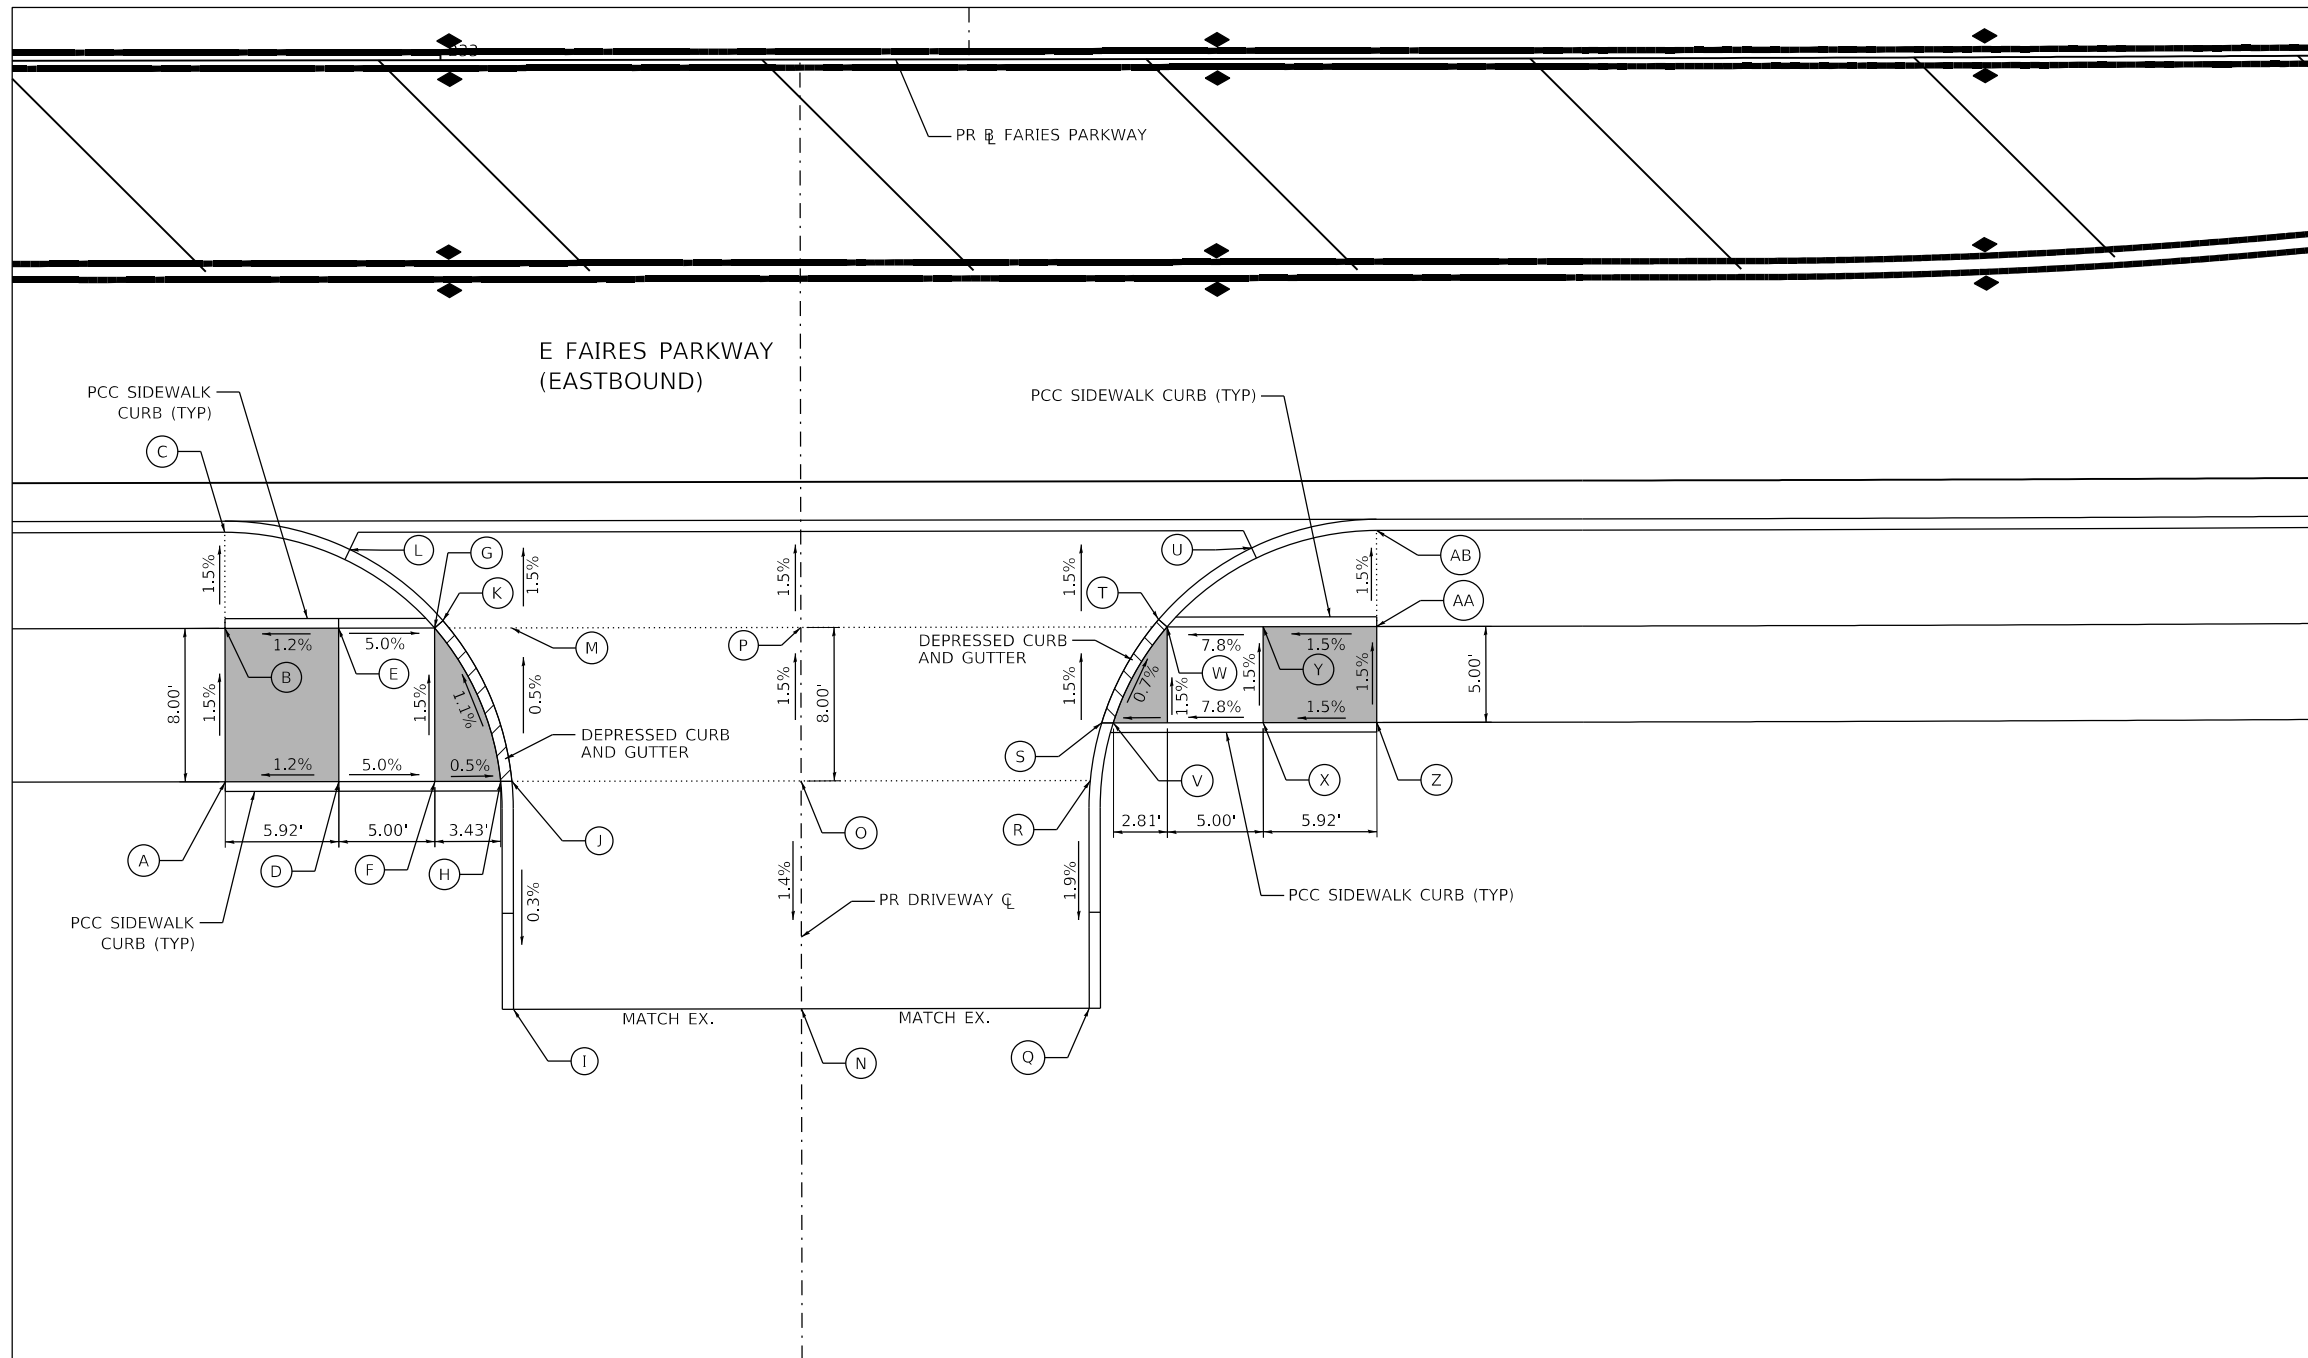 PR BL FARIES PARKWAY
E FAIRES PARKWAY
(EASTBOUND)
PCC SIDEWALK
CURB (TYP)
PCC SIDEWALK CURB (TYP)
C
L
G
U
AB
1.5%
1.5%
1.5%
1.5%
1.5%
K
T
AA
1.2%
5.0%
M
P
DEPRESSED CURB
AND GUTTER
7.8%
1.5%
B
E
W
Y
8.00'
1.5%
1.5%
1.1%
0.5%
1.5%
8.00'
1.5%
0.7%
1.5%
1.5%
1.5%
5.00'
7.8%
1.5%
DEPRESSED CURB
AND GUTTER
1.2%
5.0%
0.5%
S
V
X
Z
5.92'
5.00'
3.43'
J
O
R
2.81'
5.00'
5.92'
A
D
F
H
0.3%
1.4%
1.9%
PR DRIVEWAY CL
PCC SIDEWALK CURB (TYP)
PCC SIDEWALK
CURB (TYP)
MATCH EX.
MATCH EX.
I
N
Q